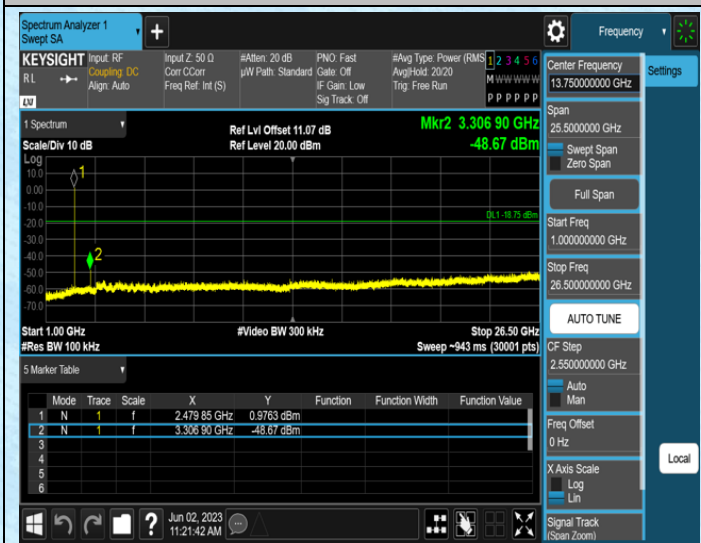 Spectrum Analyzer 1
Swept SA
Frequency
KEYSIGHT
Input: RF
Coupling: DC
Align: Auto
Input Z: 50 Ω
Corr CCorr
Freq Ref: Int (S)
#Atten: 20 dB
µW Path: Standard
PNO: Fast
Gate: Off
IF Gain: Low
Sig Track: Off
#Avg Type: Power (RMS
Avg|Hold: 20/20
Trig: Free Run
1 2 3 4 5 6
M W W W W W
P P P P P P
R L
LXI
1 Spectrum
Scale/Div 10 dB
Ref Lvl Offset 11.07 dB
Ref Level 20.00 dBm
Mkr2 3.306 90 GHz
-48.67 dBm
Log
10.0
0.00
-10.0
-20.0
-30.0
-40.0
-50.0
-60.0
-70.0
1
2
DL1 -18.75 dBm
Start 1.00 GHz
#Res BW 100 kHz
#Video BW 300 kHz
Stop 26.50 GHz
Sweep ~943 ms (30001 pts)
5 Marker Table
Mode Trace Scale X Y Function Function Width Function Value
1 N 1 f 2.479 85 GHz 0.9763 dBm
2 N 1 f 3.306 90 GHz -48.67 dBm
3
4
5
6
Jun 02, 2023
11:21:42 AM
Center Frequency
13.750000000 GHz
Settings
Span
25.5000000 GHz
Swept Span
Zero Span
Full Span
Start Freq
1.000000000 GHz
Stop Freq
26.500000000 GHz
AUTO TUNE
CF Step
2.550000000 GHz
Auto
Man
Freq Offset
0 Hz
X Axis Scale
Log
Lin
Local
Signal Track
(Span Zoom)